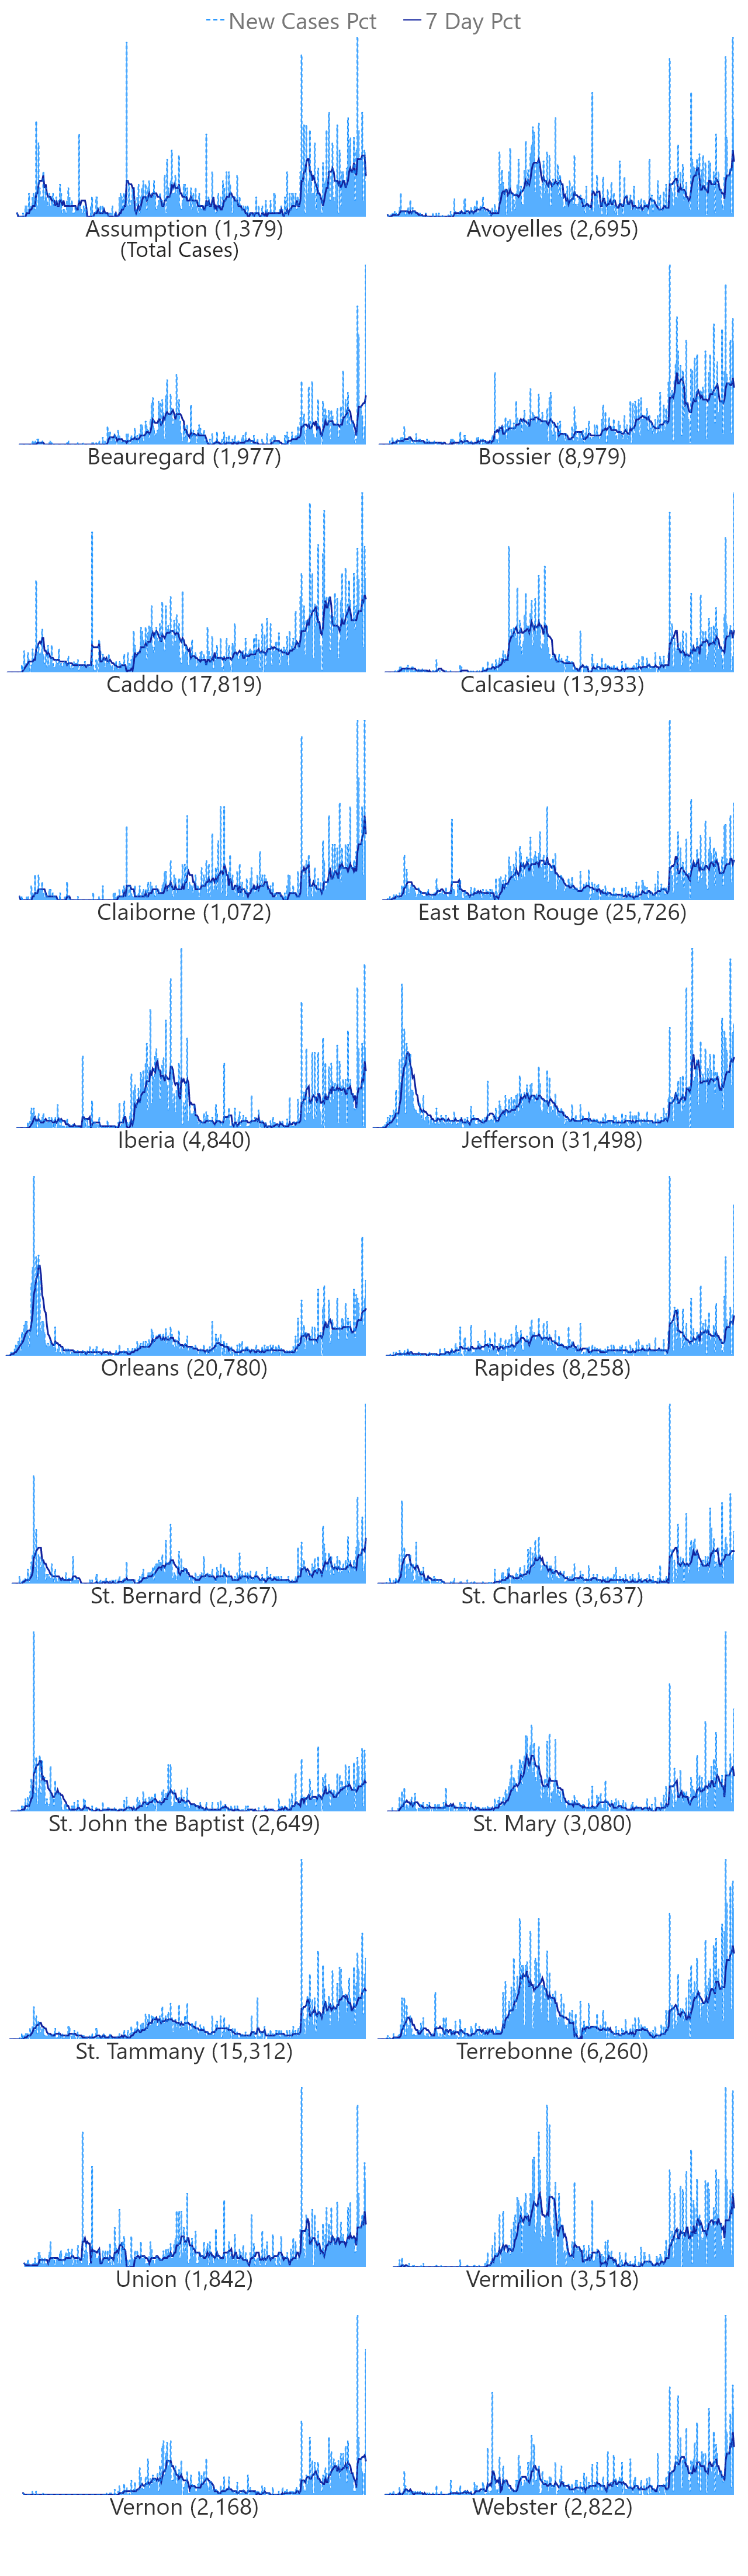 New Cases Pct 7 Day Pct
Assumption (1,379) Avoyelles (2,695)
(Total Cases)
Beauregard (1,977) Bossier (8,979)
Caddo (17,819) Calcasieu (13,933)
Claiborne (1,072) East Baton Rouge (25,726)
Iberia (4,840) Jefferson (31,498)
Orleans (20,780) Rapides (8,258)
St. Bernard (2,367) St. Charles (3,637)
St. John the Baptist (2,649) St. Mary (3,080)
St. Tammany (15,312) Terrebonne (6,260)
Union (1,842) Vermilion (3,518)
Vernon (2,168) Webster (2,822)